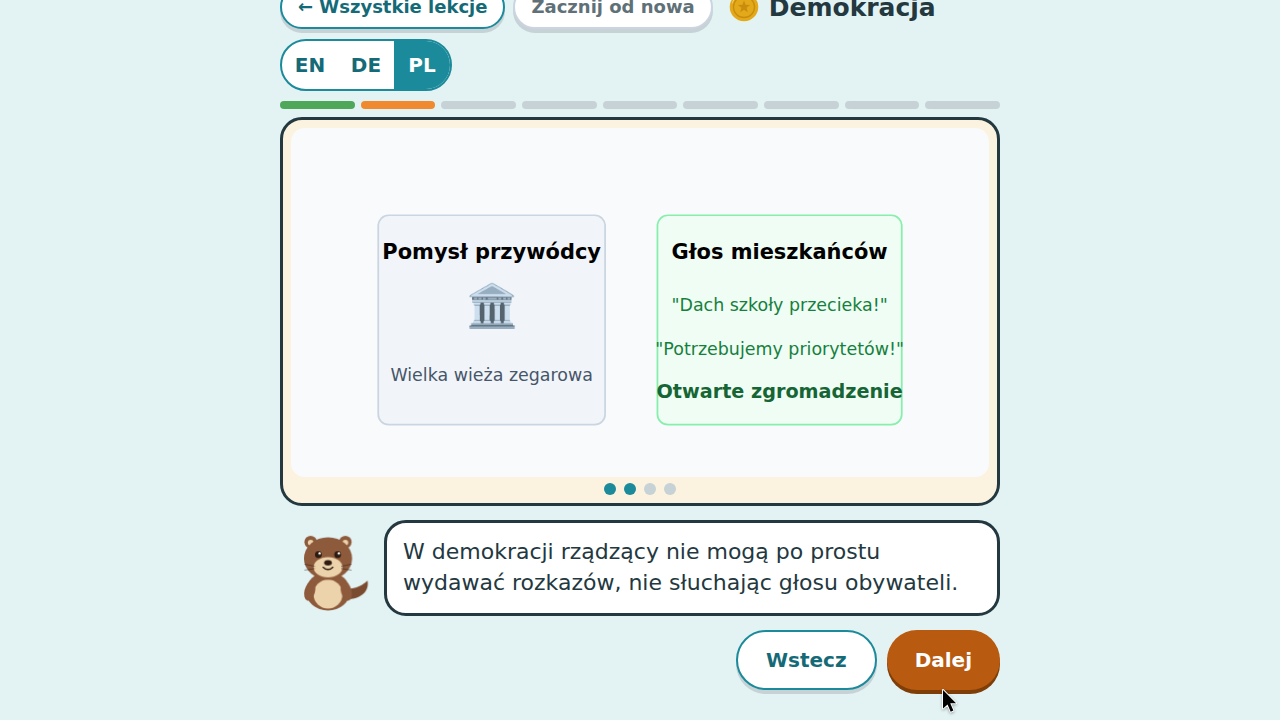 ← Wszystkie lekcje
Zacznij od nowa
Demokracja
EN DE PL
Pomysł przywódcy
Wielka wieża zegarowa
Głos mieszkańców
"Dach szkoły przecieka!"
"Potrzebujemy priorytetów!"
Otwarte zgromadzenie
W demokracji rządzący nie mogą po prostu
wydawać rozkazów, nie słuchając głosu obywateli.
Wstecz
Dalej